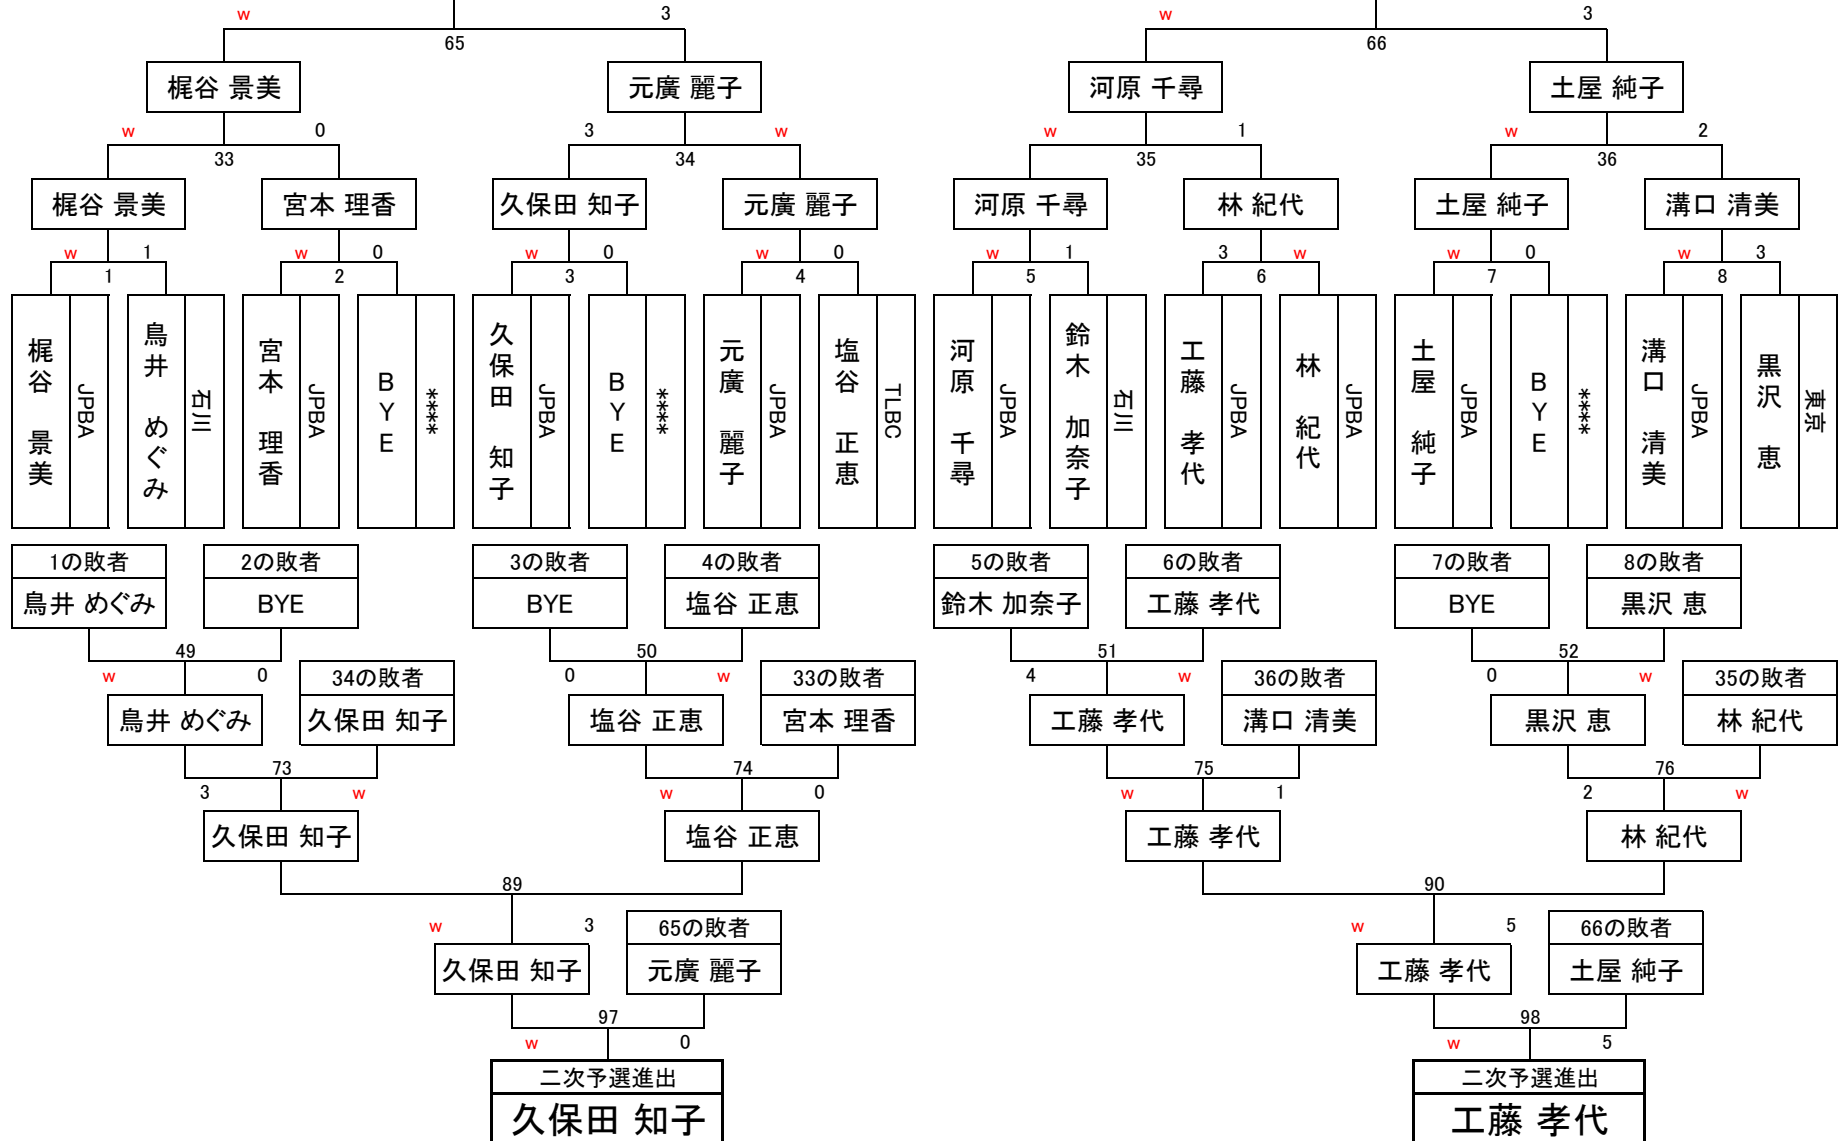 w 3 w 3
65 66
梶谷 景美 元廣 麗子 河原 千尋 土屋 純子
w 0 3 w w 1 w 2
33 34 35 36
梶谷 景美 宮本 理香 久保田 知子 元廣 麗子 河原 千尋 林 紀代 土屋 純子 溝口 清美
w 1 w 0 w 0 w 0 w 1 3 w w 0 w 3
1 2 3 4 5 6 7 8
梶谷 景美
JPBA
鳥井 めぐみ
石川
宮本 理香
JPBA
BYE
****
久保田 知子
JPBA
BYE
****
元廣 麗子
JPBA
塩谷 正恵
TLBC
河原 千尋
JPBA
鈴木 加奈子
石川
工藤 孝代
JPBA
林 紀代
JPBA
土屋 純子
JPBA
BYE
****
溝口 清美
JPBA
黒沢 恵
東京
1の敗者 2の敗者 3の敗者 4の敗者 5の敗者 6の敗者 7の敗者 8の敗者
鳥井 めぐみ BYE BYE 塩谷 正恵 鈴木 加奈子 工藤 孝代 BYE 黒沢 恵
49 50 51 52
w 0 34の敗者 0 w 33の敗者 4 w 36の敗者 0 w 35の敗者
鳥井 めぐみ 久保田 知子 塩谷 正恵 宮本 理香 工藤 孝代 溝口 清美 黒沢 恵 林 紀代
73 74 75 76
3 w w 0 w 1 2 w
久保田 知子 塩谷 正恵 工藤 孝代 林 紀代
89 90
w 3 65の敗者 w 5 66の敗者
久保田 知子 元廣 麗子 工藤 孝代 土屋 純子
97 98
w 0 w 5
二次予選進出 二次予選進出
久保田 知子 工藤 孝代